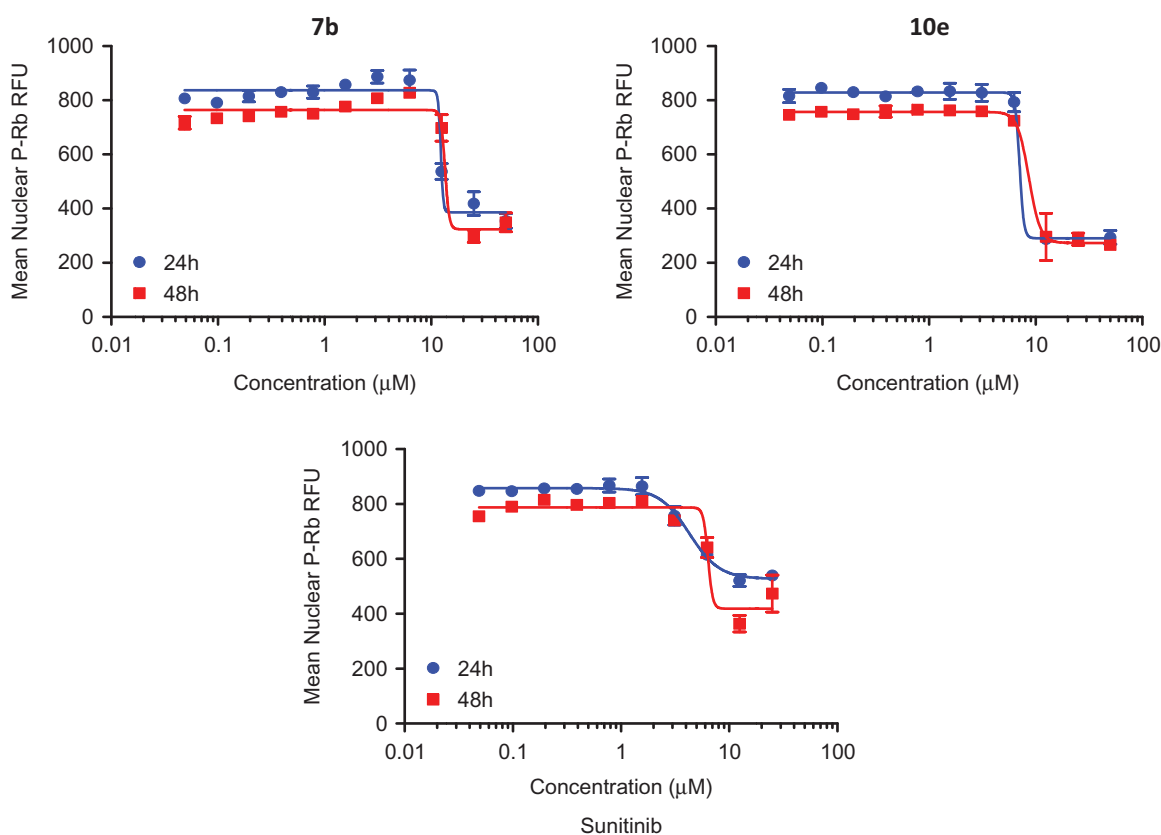 7b
1000
800
600
400
200
0
Mean Nuclear P-Rb RFU
24h
48h
0.01 0.1 1 10 100
Concentration (μM)
10e
1000
800
600
400
200
0
Mean Nuclear P-Rb RFU
24h
48h
0.01 0.1 1 10 100
Concentration (μM)
1000
800
600
400
200
0
Mean Nuclear P-Rb RFU
24h
48h
0.01 0.1 1 10 100
Concentration (μM)
Sunitinib